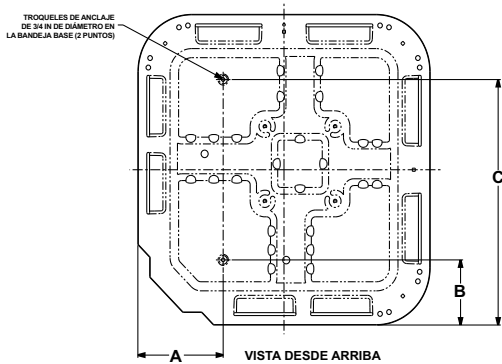 TROQUELES DE ANCLAJE
DE 3/4 IN DE DIÁMETRO EN
LA BANDEJA BASE (2 PUNTOS)
C
B
A
VISTA DESDE ARRIBA